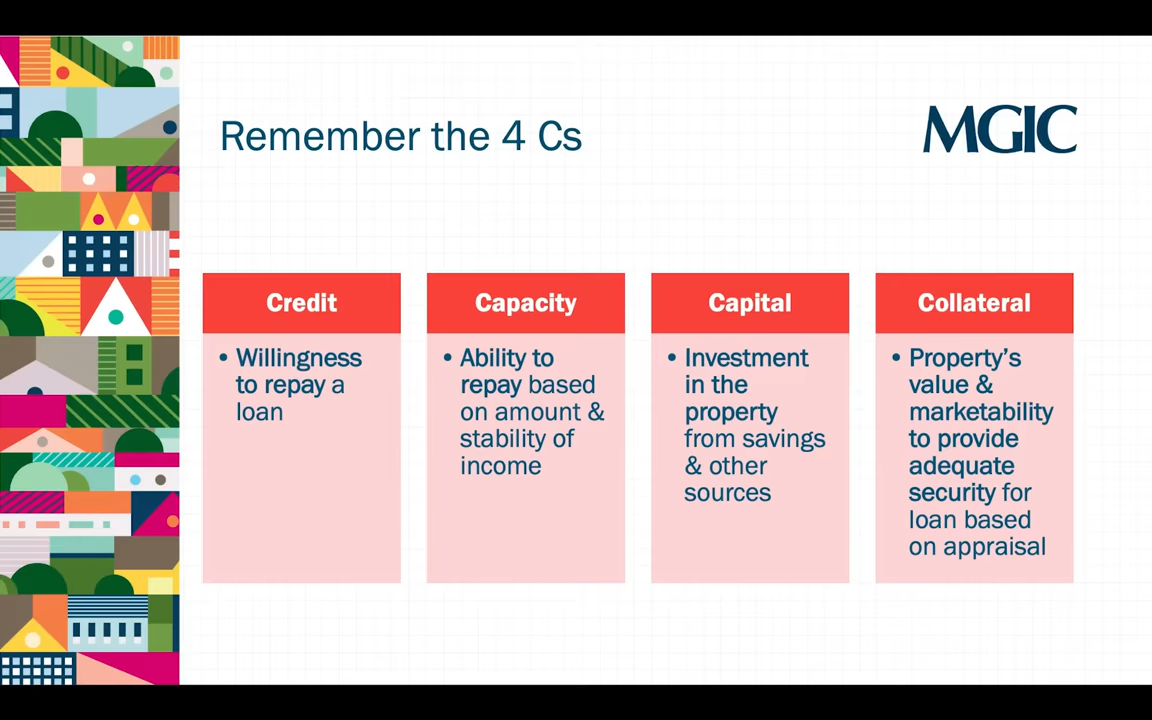 Remember the 4 Cs
MGIC
Credit
• Willingness
to repay a
loan
Capacity
• Ability to
repay based
on amount &
stability of
income
Capital
• Investment
in the
property
from savings
& other
sources
Collateral
• Property’s
value &
marketability
to provide
adequate
security for
loan based
on appraisal